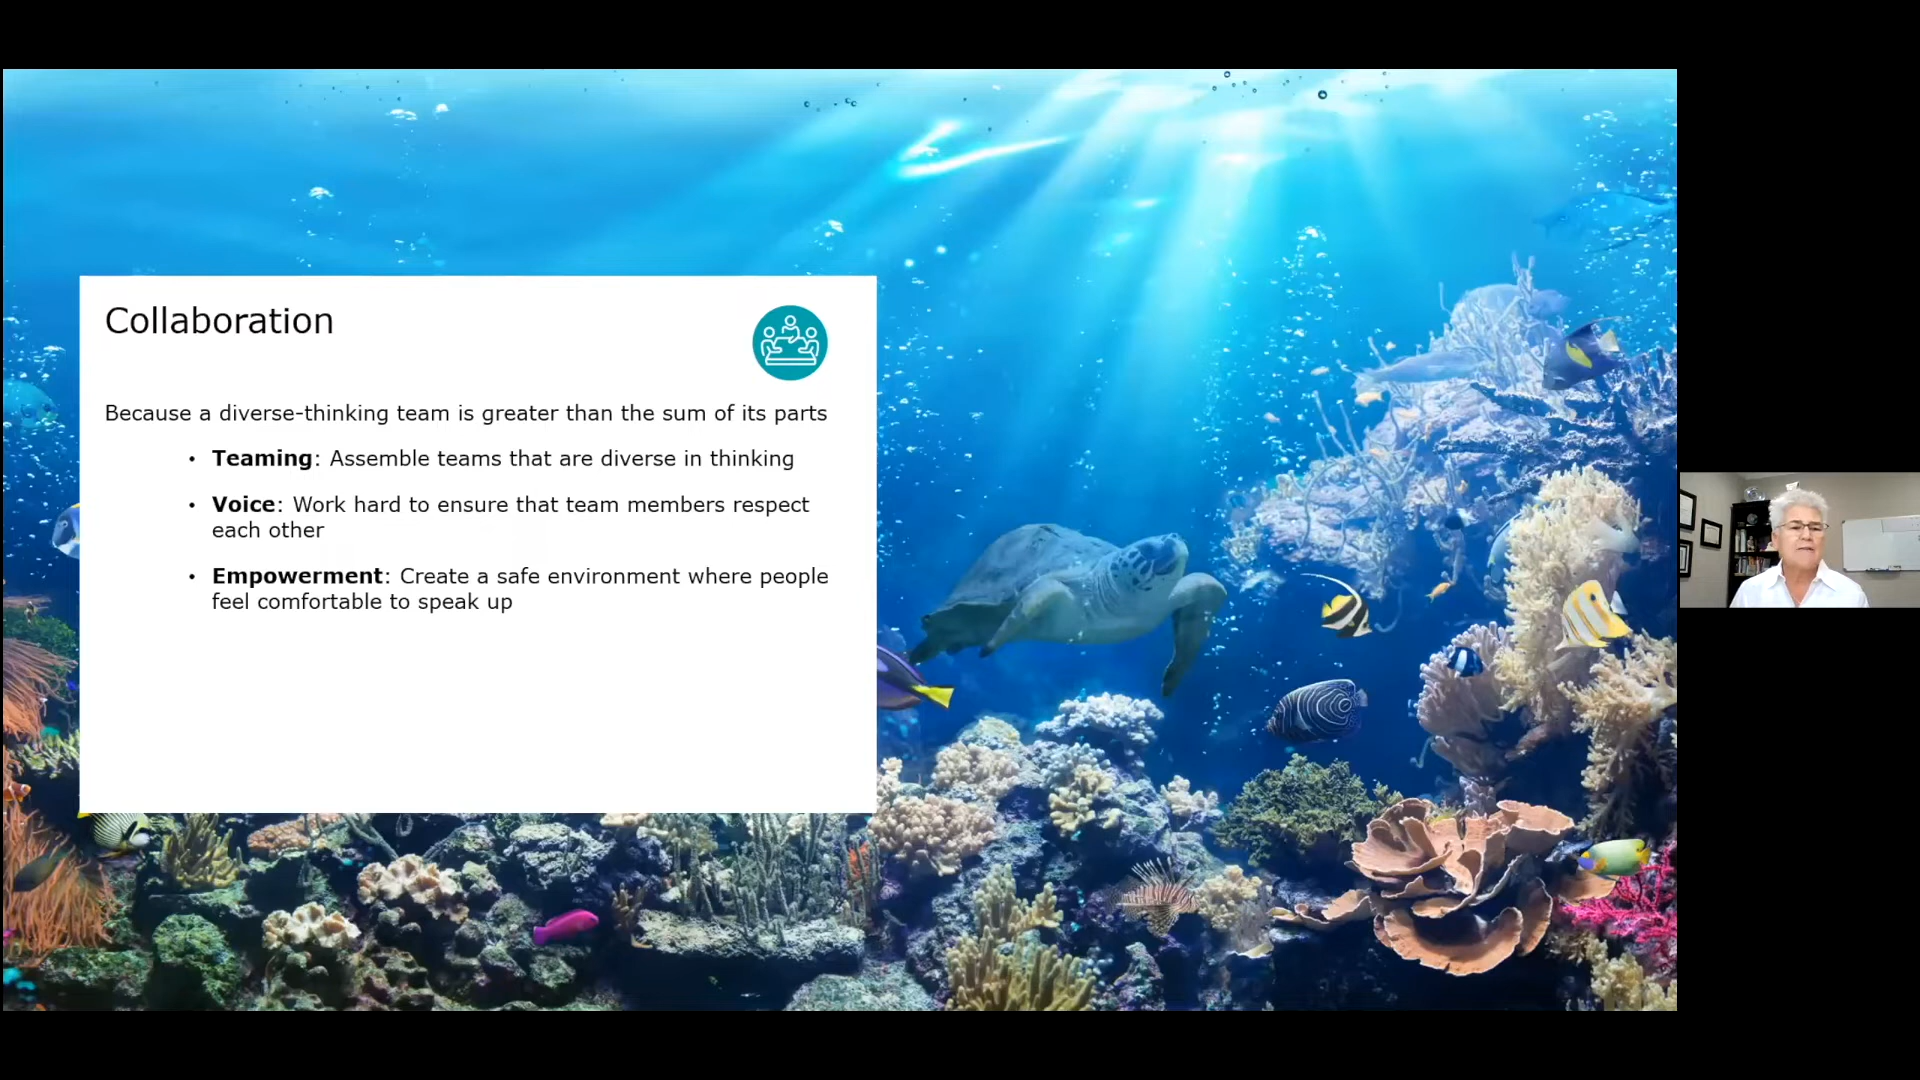 Collaboration
Because a diverse-thinking team is greater than the sum of its parts
• Teaming: Assemble teams that are diverse in thinking
• Voice: Work hard to ensure that team members respect
each other
• Empowerment: Create a safe environment where people
feel comfortable to speak up